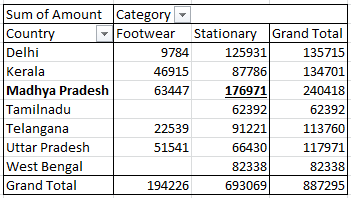 Sum of Amount Category
Country Footwear Stationary Grand Total
Delhi 9784 125931 135715
Kerala 46915 87786 134701
Madhya Pradesh 63447 176971 240418
Tamilnadu 62392 62392
Telangana 22539 91221 113760
Uttar Pradesh 51541 66430 117971
West Bengal 82338 82338
Grand Total 194226 693069 887295